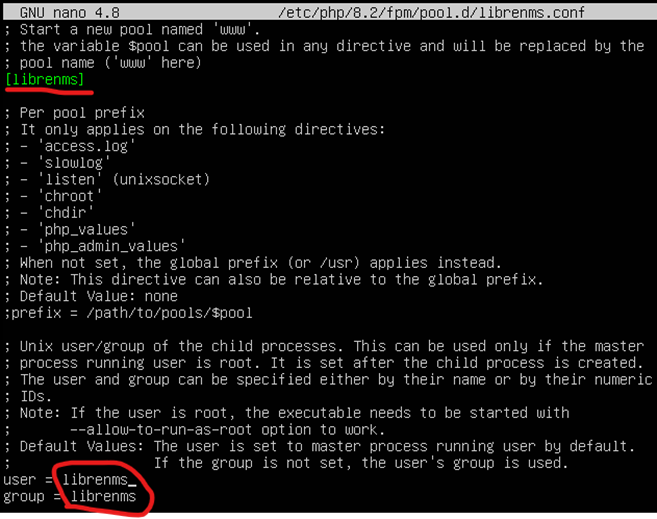 GNU nano 4.8 /etc/php/8.2/fpm/pool.d/librenms.conf
; Start a new pool named 'www'.
; the variable $pool can be used in any directive and will be replaced by the
; pool name ('www' here)
[librenms]
; Per pool prefix
; It only applies on the following directives:
; - 'access.log'
; - 'slowlog'
; - 'listen' (unixsocket)
; - 'chroot'
; - 'chdir'
; - 'php_values'
; - 'php_admin_values'
; When not set, the global prefix (or /usr) applies instead.
; Note: This directive can also be relative to the global prefix.
; Default Value: none
;prefix = /path/to/pools/$pool
; Unix user/group of the child processes. This can be used only if the master
; process running user is root. It is set after the child process is created.
; The user and group can be specified either by their name or by their numeric
; IDs.
; Note: If the user is root, the executable needs to be started with
;       --allow-to-run-as-root option to work.
; Default Values: The user is set to master process running user by default.
;                 If the group is not set, the user's group is used.
user = librenms
group = librenms